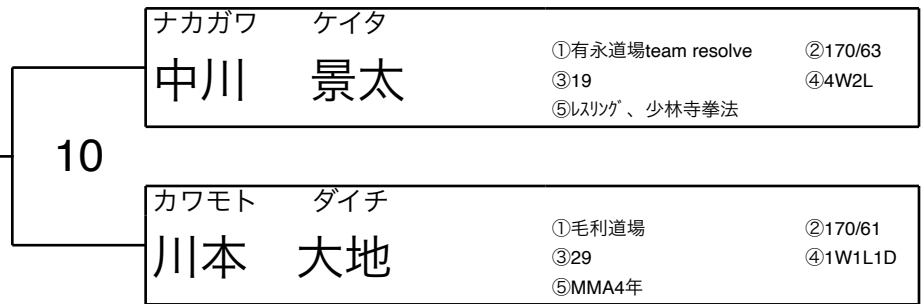 ナカガワ ケイタ
中川 景太
①有永道場team resolve ②170/63
③19 ④4W2L
⑤ﾚｽﾘﾝｸﾞ、少林寺拳法
10
カワモト ダイチ
川本 大地
①毛利道場 ②170/61
③29 ④1W1L1D
⑤MMA4年